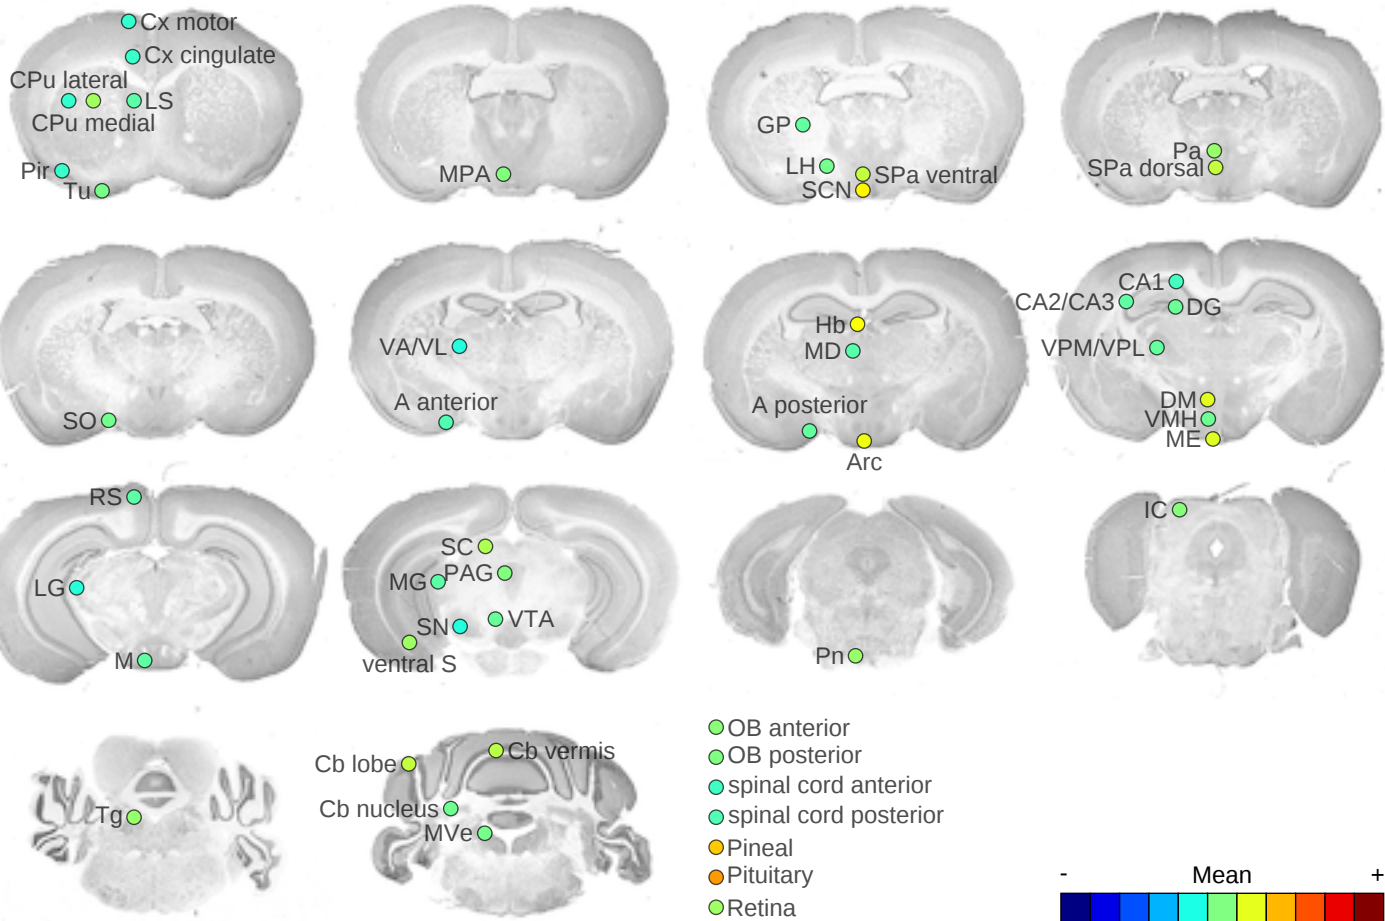 Cx motor
Cx cingulate
CPu lateral
LS
CPu medial
Pir
Tu
MPA
GP
LH
SPa ventral
SCN
Pa
SPa dorsal
SO
VA/VL
A anterior
Hb
MD
A posterior
Arc
CA1
CA2/CA3
DG
VPM/VPL
DM
VMH
ME
RS
LG
M
SC
MG
PAG
SN
VTA
ventral S
Pn
IC
Tg
Cb lobe
Cb vermis
Cb nucleus
MVe
OB anterior
OB posterior
spinal cord anterior
spinal cord posterior
Pineal
Pituitary
Retina
- Mean +